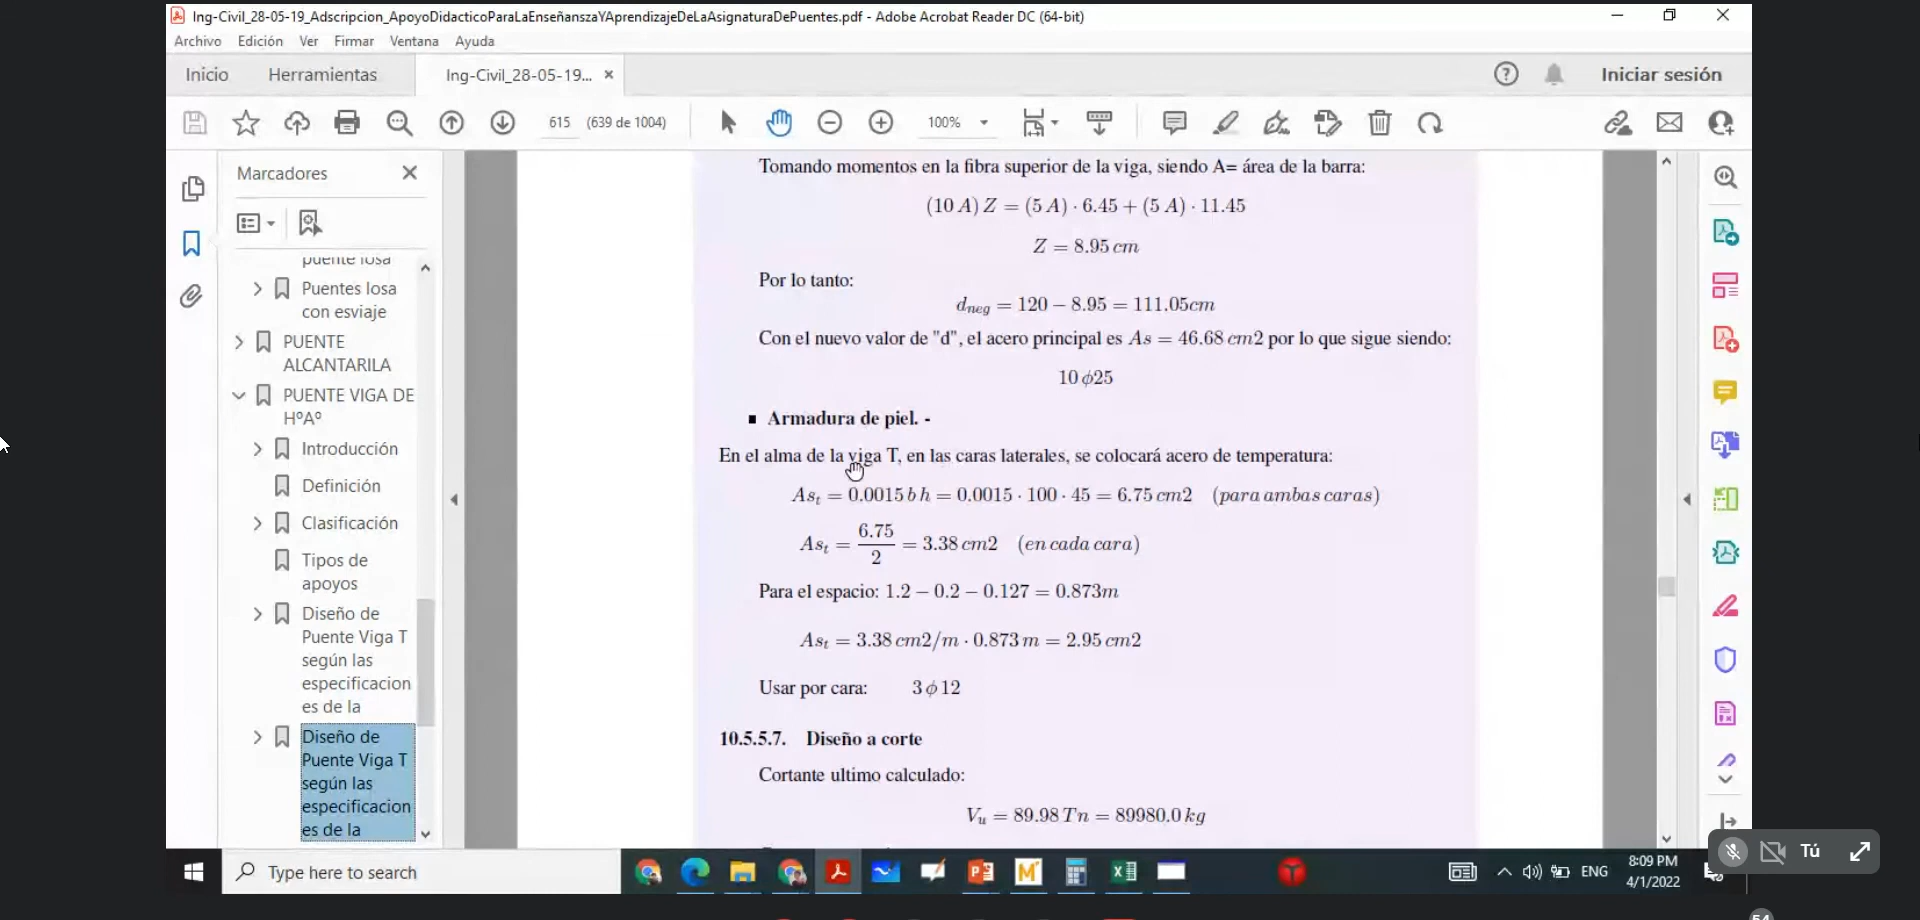 Ing-Civil_28-05-19_Adscripcion_ApoyoDidacticoParaLaEnseñanszaYAprendizajeDeLaAsignaturaDePuentes.pdf - Adobe Acrobat Reader DC (64-bit)
Archivo Edición Ver Firmar Ventana Ayuda
Inicio Herramientas Ing-Civil_28-05-19... × Iniciar sesión
615 (639 de 1004) 100%
Marcadores
puente losa
Puentes losa
con esviaje
PUENTE
ALCANTARILA
PUENTE VIGA DE
HºAº
Introducción
Definición
Clasificación
Tipos de
apoyos
Diseño de
Puente Viga T
según las
especificacion
es de la
Diseño de
Puente Viga T
según las
especificacion
es de la
Tomando momentos en la fibra superior de la viga, siendo A= área de la barra:
(10 A) Z = (5 A) · 6.45 + (5 A) · 11.45
Z = 8.95 cm
Por lo tanto:
d_neg = 120 − 8.95 = 111.05cm
Con el nuevo valor de "d", el acero principal es As = 46.68 cm2 por lo que sigue siendo:
10 ϕ25
▪ Armadura de piel. -
En el alma de la viga T, en las caras laterales, se colocará acero de temperatura:
As_t = 0.0015 b h = 0.0015 · 100 · 45 = 6.75 cm2 (para ambas caras)
As_t = 6.75/2 = 3.38 cm2 (en cada cara)
Para el espacio: 1.2 − 0.2 − 0.127 = 0.873m
As_t = 3.38 cm2/m · 0.873 m = 2.95 cm2
Usar por cara: 3 ϕ 12
10.5.5.7. Diseño a corte
Cortante ultimo calculado:
V_u = 89.98 Tn = 89980.0 kg
Tú
Type here to search
ENG
8:09 PM
4/1/2022